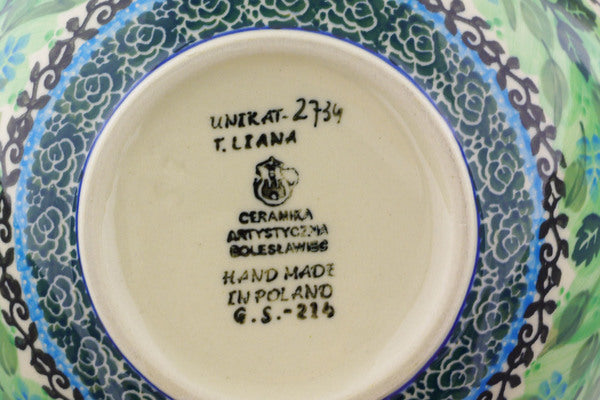 UNIKAT-2734
T. LIANA
CERAMIKA
ARTYSTYCZNA
BOLESŁAWIEC
HAND MADE
IN POLAND
G.S.-216